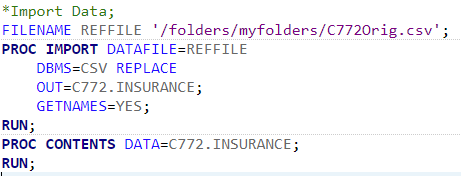 *Import Data;
FILENAME REFFILE '/folders/myfolders/C772Orig.csv';
PROC IMPORT DATAFILE=REFFILE
DBMS=CSV REPLACE
OUT=C772.INSURANCE;
GETNAMES=YES;
RUN;
PROC CONTENTS DATA=C772.INSURANCE;
RUN;